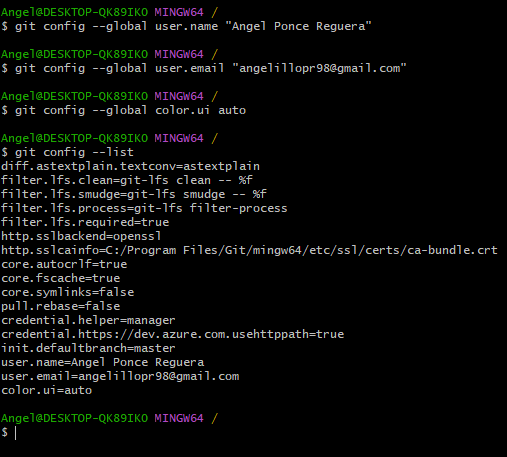 Angel@DESKTOP-QK89IKO MINGW64 /
$ git config --global user.name "Angel Ponce Reguera"
Angel@DESKTOP-QK89IKO MINGW64 /
$ git config --global user.email "angelillopr98@gmail.com"
Angel@DESKTOP-QK89IKO MINGW64 /
$ git config --global color.ui auto
Angel@DESKTOP-QK89IKO MINGW64 /
$ git config --list
diff.astextplain.textconv=astextplain
filter.lfs.clean=git-lfs clean -- %f
filter.lfs.smudge=git-lfs smudge -- %f
filter.lfs.process=git-lfs filter-process
filter.lfs.required=true
http.sslbackend=openssl
http.sslcainfo=C:/Program Files/Git/mingw64/etc/ssl/certs/ca-bundle.crt
core.autocrlf=true
core.fscache=true
core.symlinks=false
pull.rebase=false
credential.helper=manager
credential.https://dev.azure.com.usehttppath=true
init.defaultbranch=master
user.name=Angel Ponce Reguera
user.email=angelillopr98@gmail.com
color.ui=auto
Angel@DESKTOP-QK89IKO MINGW64 /
$